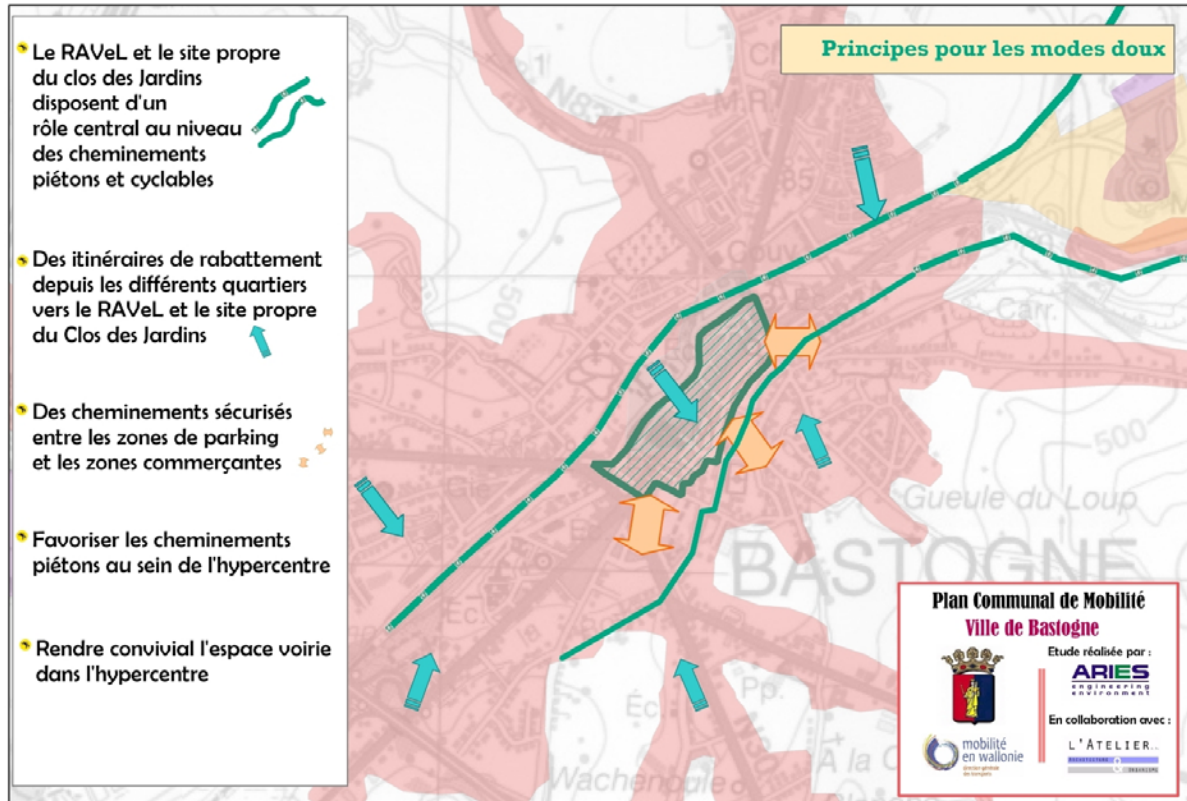 Le RAVeL et le site propre
du clos des Jardins
disposent d'un
rôle central au niveau
des cheminements
piétons et cyclables
Des itinéraires de rabattement
depuis les différents quartiers
vers le RAVeL et le site propre
du Clos des Jardins
Des cheminements sécurisés
entre les zones de parking
et les zones commerçantes
Favoriser les cheminements
piétons au sein de l'hypercentre
Rendre convivial l'espace voirie
dans l'hypercentre
Principes pour les modes doux
500
500
Carr.
Gueule du Loup
BASTOGNE
Éc.
Pp.
À la
Plan Communal de Mobilité
Ville de Bastogne
Etude réalisée par :
ARIES
engineering
environment
En collaboration avec :
L'ATELIER
mobilité
en wallonie